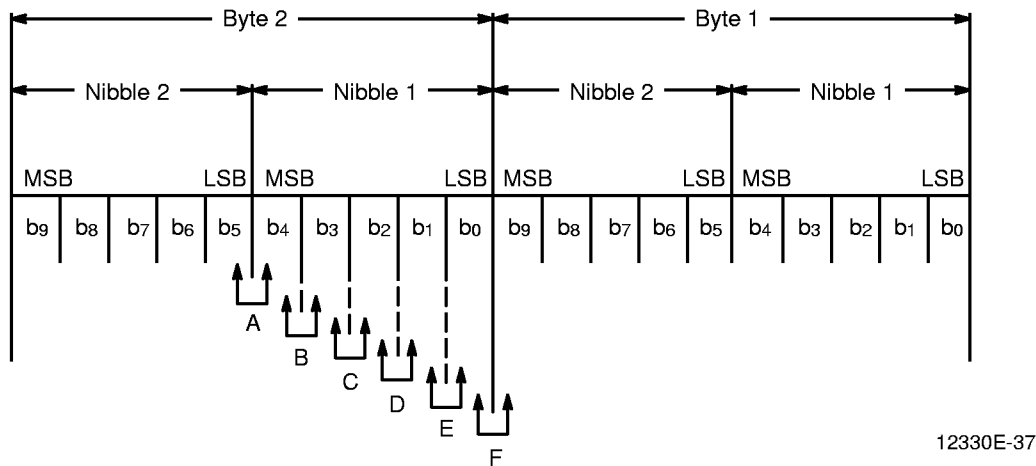 Byte 2 Byte 1
Nibble 2 Nibble 1 Nibble 2 Nibble 1
MSB LSB MSB LSB MSB LSB MSB LSB
b9 b8 b7 b6 b5 b4 b3 b2 b1 b0 b9 b8 b7 b6 b5 b4 b3 b2 b1 b0
A
B
C
D
E
F
12330E-37